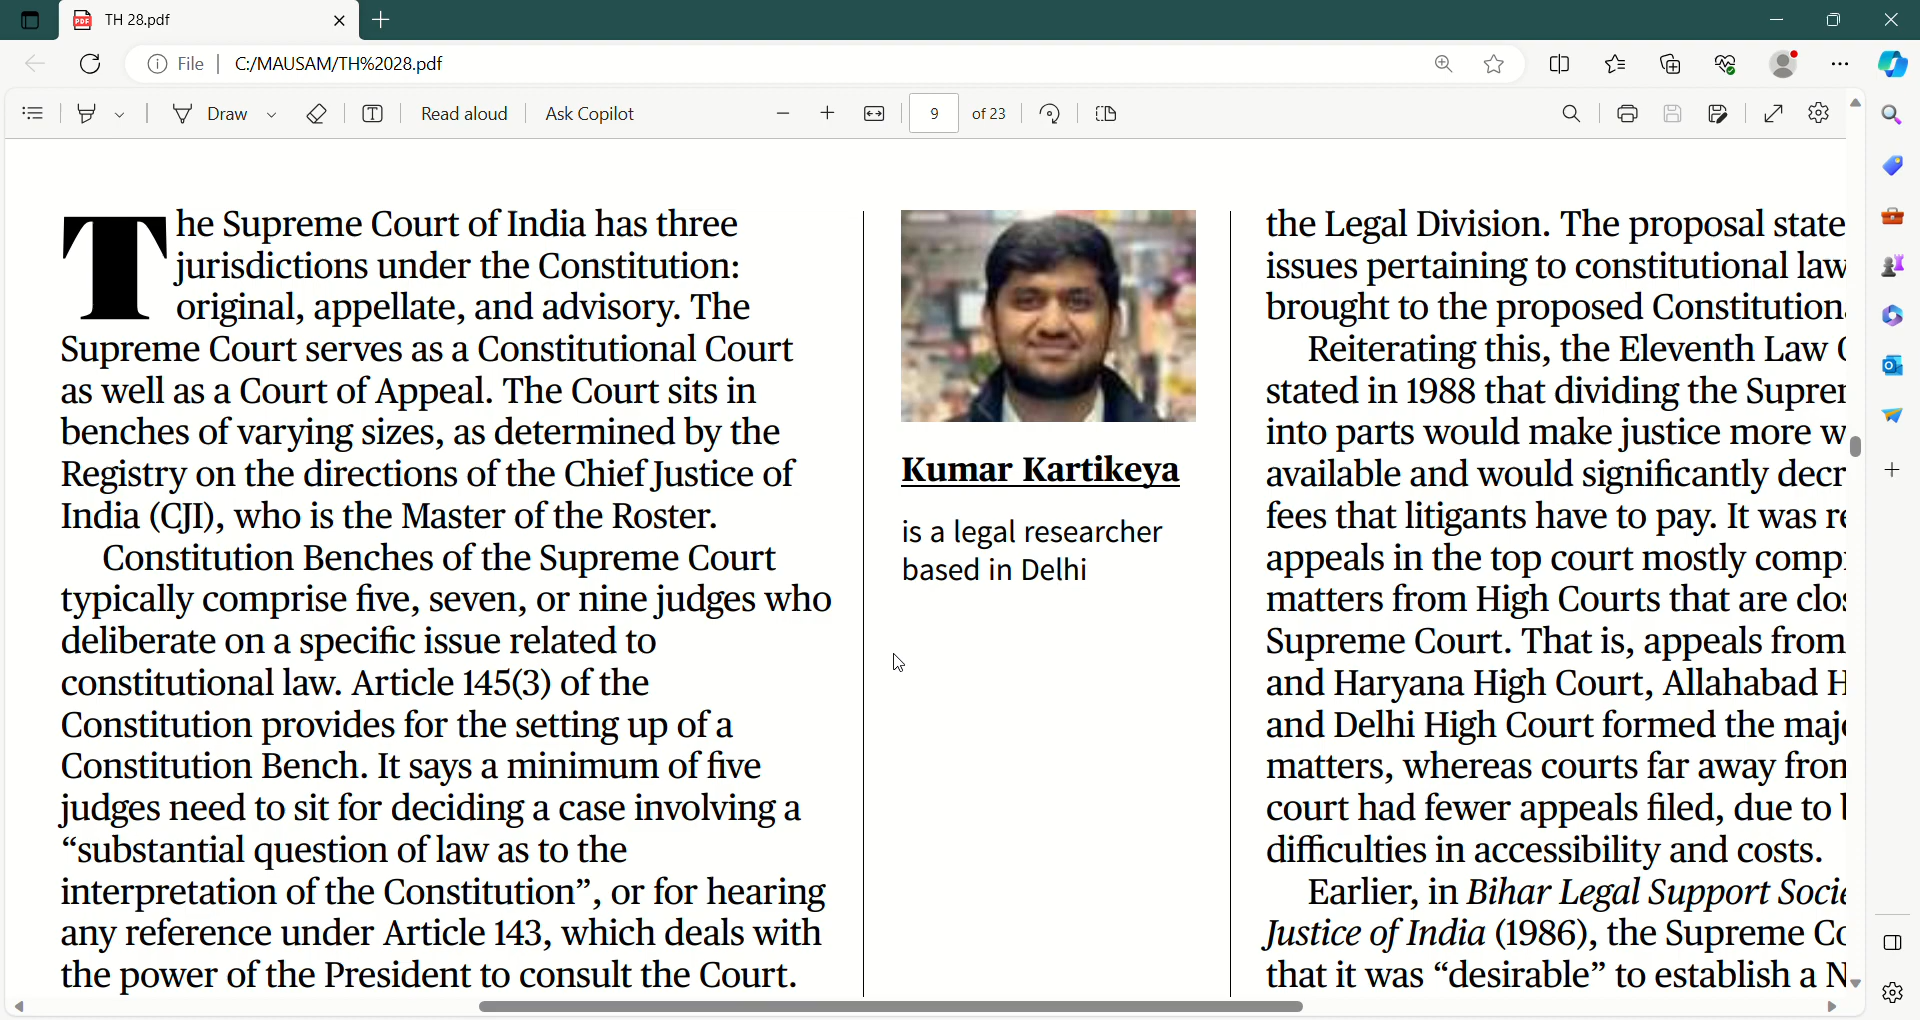 TH 28.pdf
File
C:/MAUSAM/TH%2028.pdf
Draw
Read aloud
Ask Copilot
9
of 23
The Supreme Court of India has three
jurisdictions under the Constitution:
original, appellate, and advisory. The
Supreme Court serves as a Constitutional Court
as well as a Court of Appeal. The Court sits in
benches of varying sizes, as determined by the
Registry on the directions of the Chief Justice of
India (CJI), who is the Master of the Roster.
Constitution Benches of the Supreme Court
typically comprise five, seven, or nine judges who
deliberate on a specific issue related to
constitutional law. Article 145(3) of the
Constitution provides for the setting up of a
Constitution Bench. It says a minimum of five
judges need to sit for deciding a case involving a
“substantial question of law as to the
interpretation of the Constitution”, or for hearing
any reference under Article 143, which deals with
the power of the President to consult the Court.
Kumar Kartikeya
is a legal researcher
based in Delhi
the Legal Division. The proposal state
issues pertaining to constitutional law
brought to the proposed Constitution
Reiterating this, the Eleventh Law
stated in 1988 that dividing the
into parts would make justice more
available and would significantly
fees that litigants have to pay. It was
appeals in the top court mostly
matters from High Courts that are
Supreme Court. That is, appeals from
and Haryana High Court, Allahabad
and Delhi High Court formed the
matters, whereas courts far away
court had fewer appeals filed, due to
difficulties in accessibility and costs.
Earlier, in Bihar Legal Support
Justice of India (1986), the Supreme
that it was “desirable” to establish a